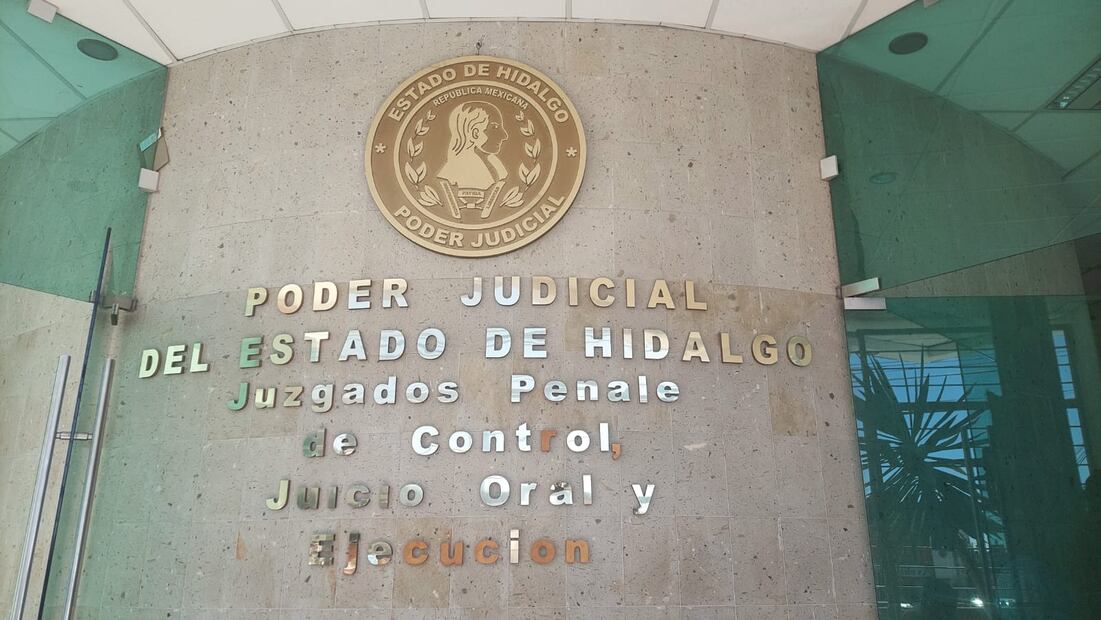 ESTADO DE HIDALGO
REPUBLICA MEXICANA
PATRIA
PODER JUDICIAL
PODER JUDICIAL
DEL ESTADO DE HIDALGO
Juzgados Penale
de Control,
Juicio Oral y
Ejecucion